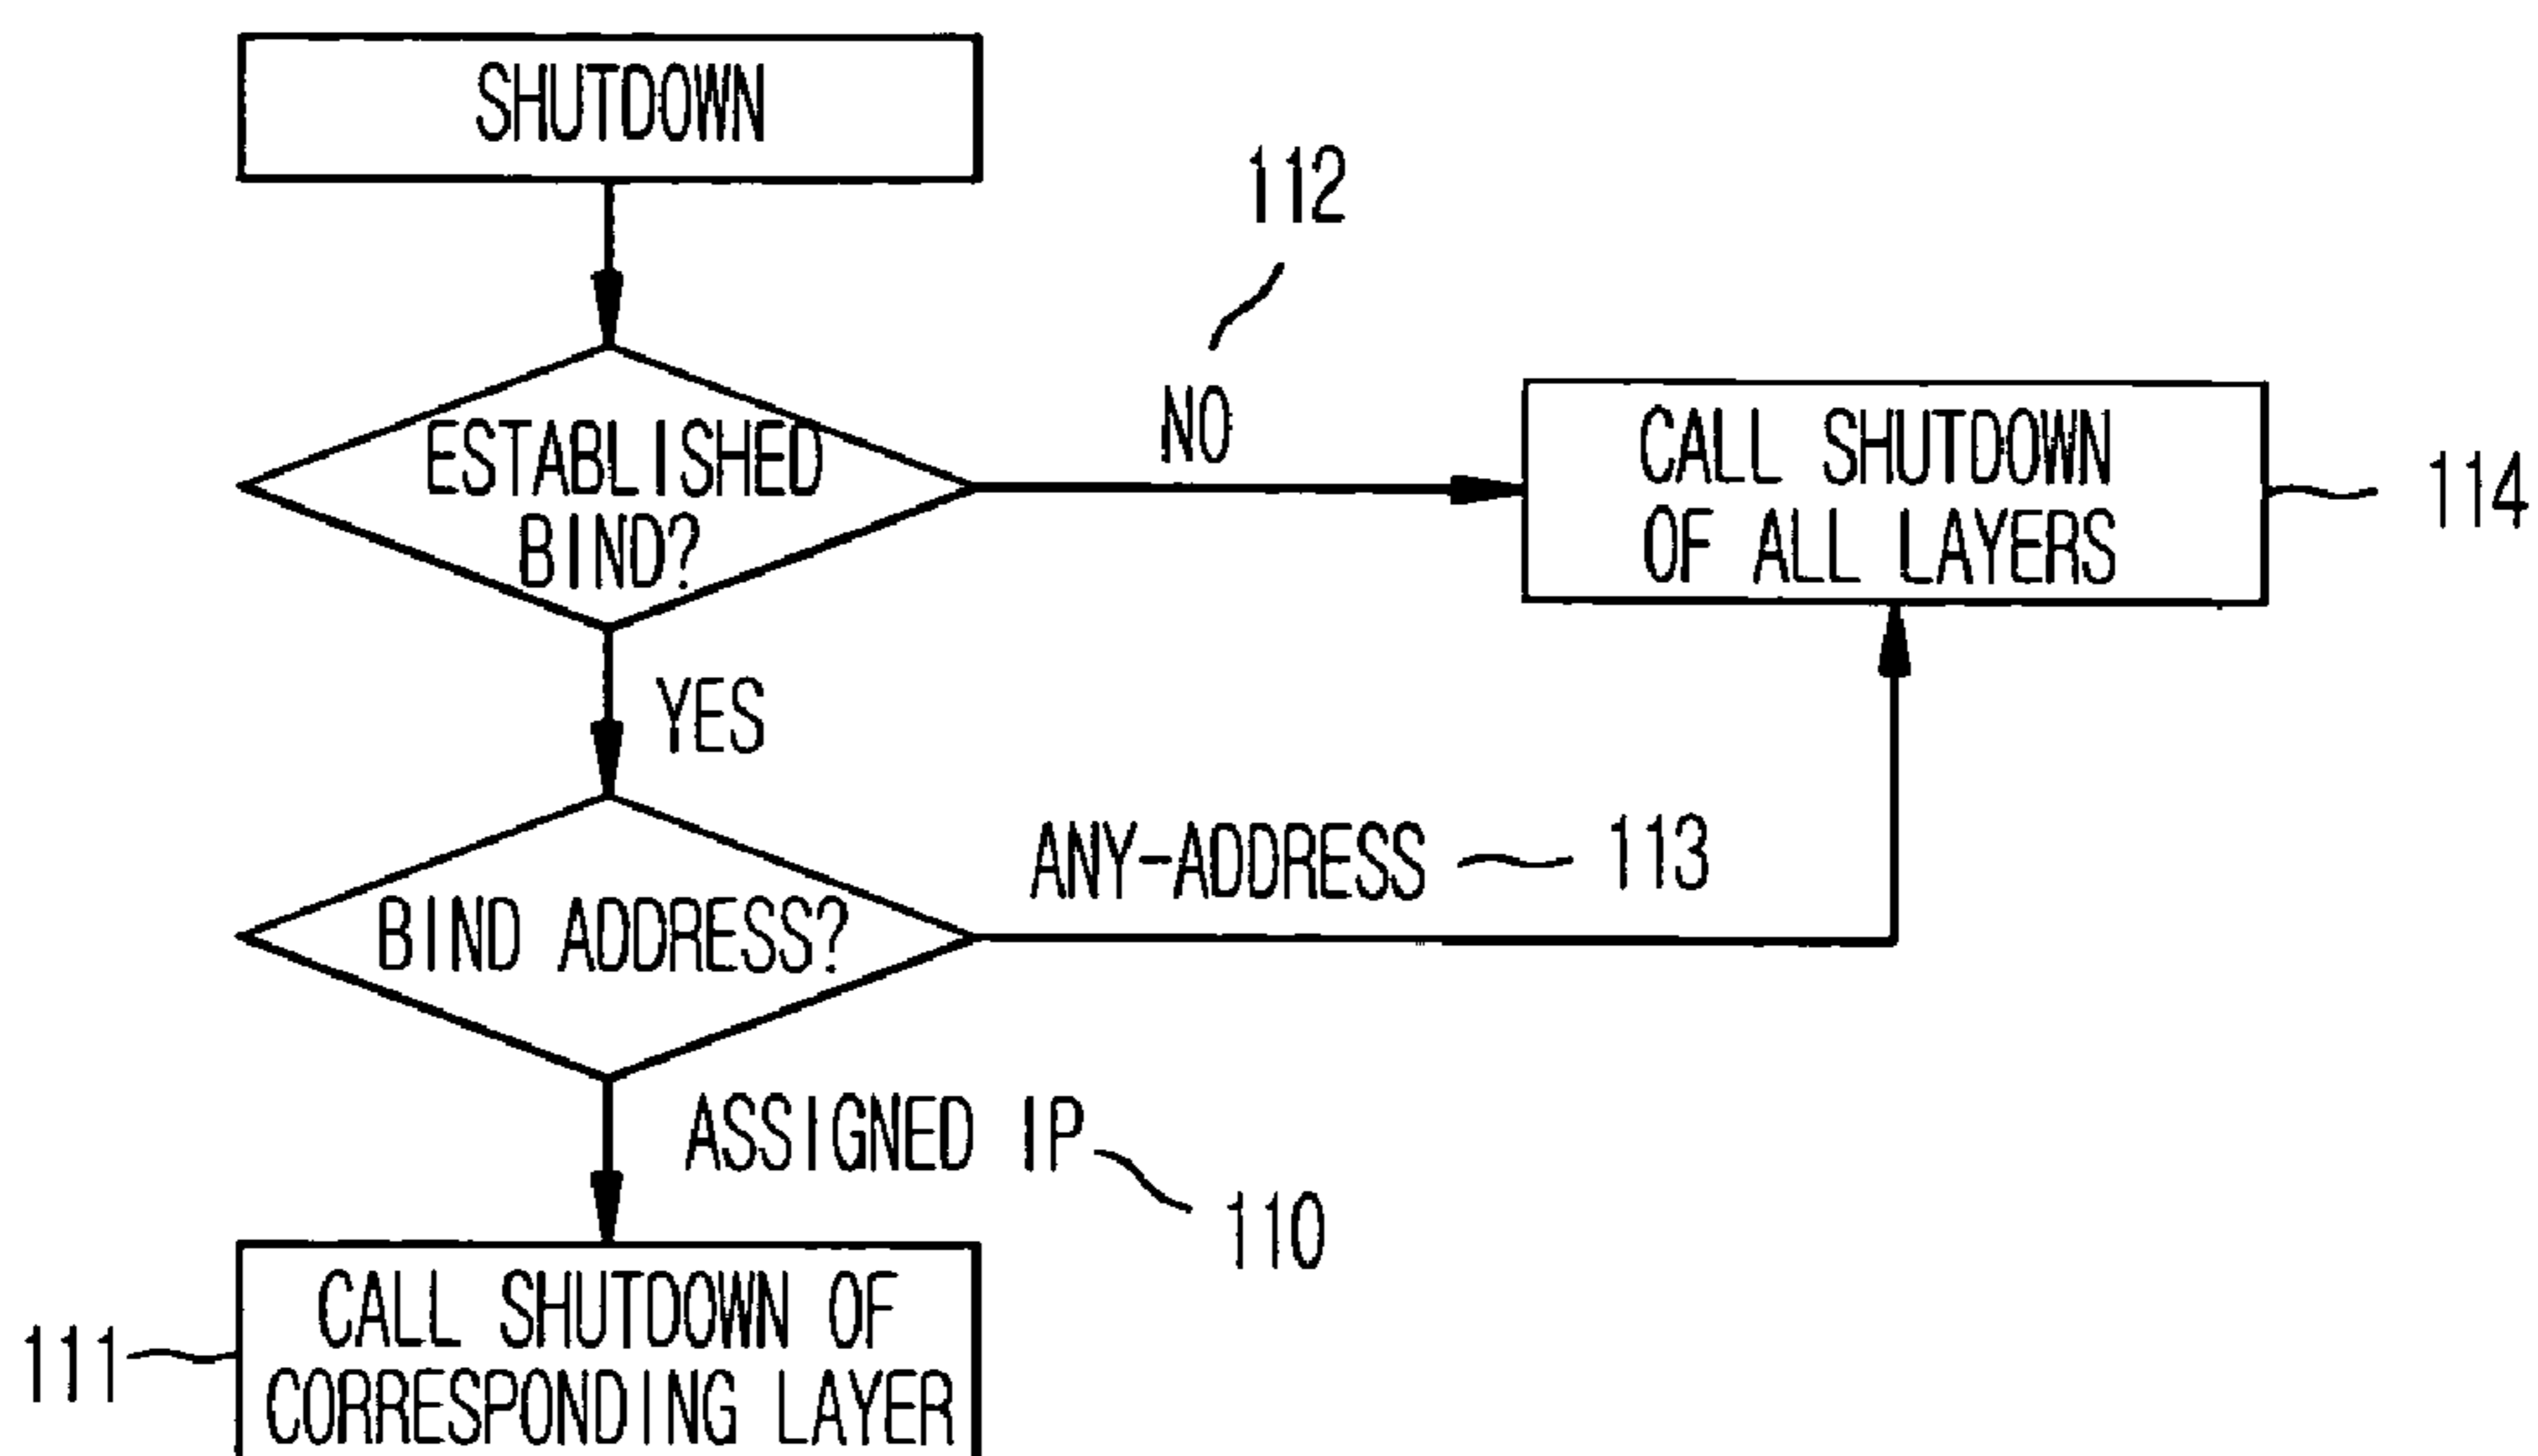 SHUTDOWN
112
ESTABLISHED
BIND?
NO
CALL SHUTDOWN
OF ALL LAYERS
114
YES
BIND ADDRESS?
ANY-ADDRESS
113
ASSIGNED IP
110
111
CALL SHUTDOWN OF
CORRESPONDING LAYER